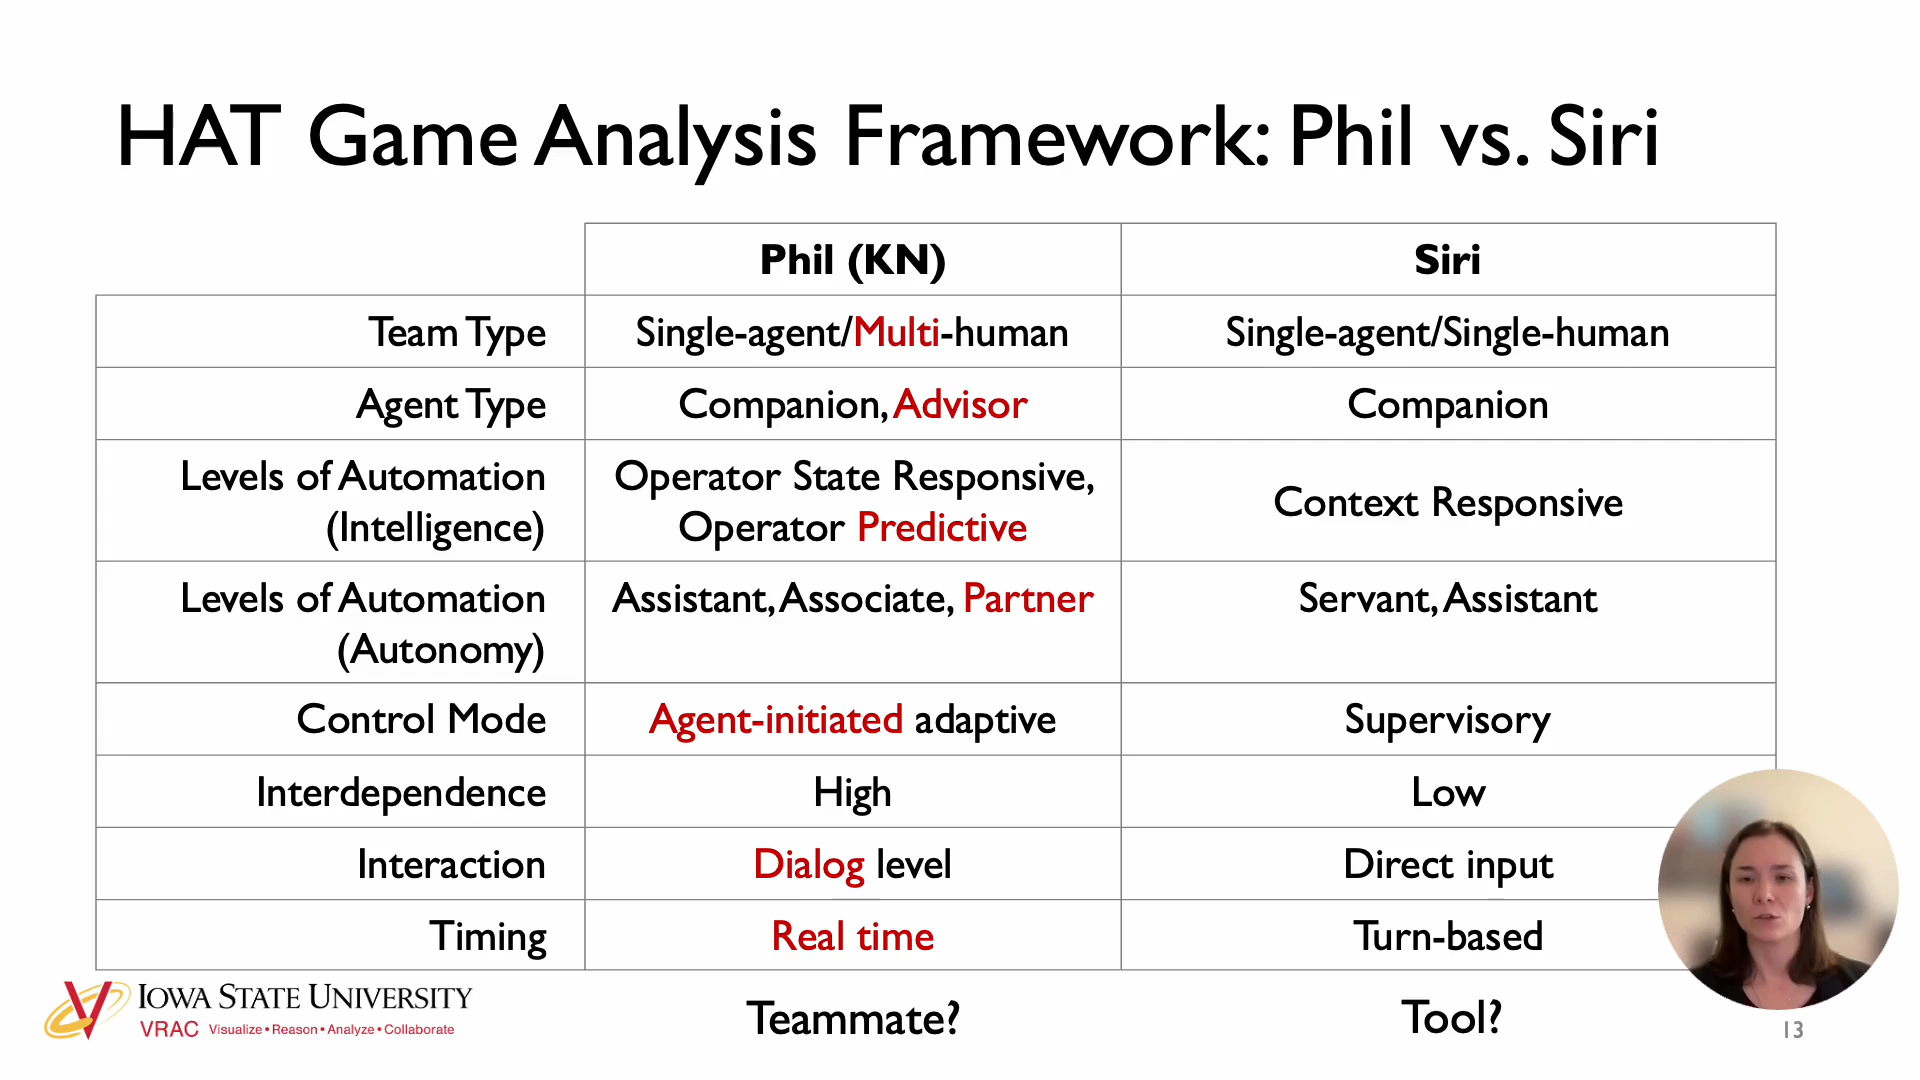 HAT Game Analysis Framework: Phil vs. Siri
Phil (KN)
Siri
Team Type
Single-agent/Multi-human
Single-agent/Single-human
Agent Type
Companion, Advisor
Companion
Levels of Automation
(Intelligence)
Operator State Responsive,
Operator Predictive
Context Responsive
Levels of Automation
(Autonomy)
Assistant, Associate, Partner
Servant, Assistant
Control Mode
Agent-initiated adaptive
Supervisory
Interdependence
High
Low
Interaction
Dialog level
Direct input
Timing
Real time
Turn-based
IOWA STATE UNIVERSITY
VRAC Visualize • Reason • Analyze • Collaborate
Teammate?
Tool?
13